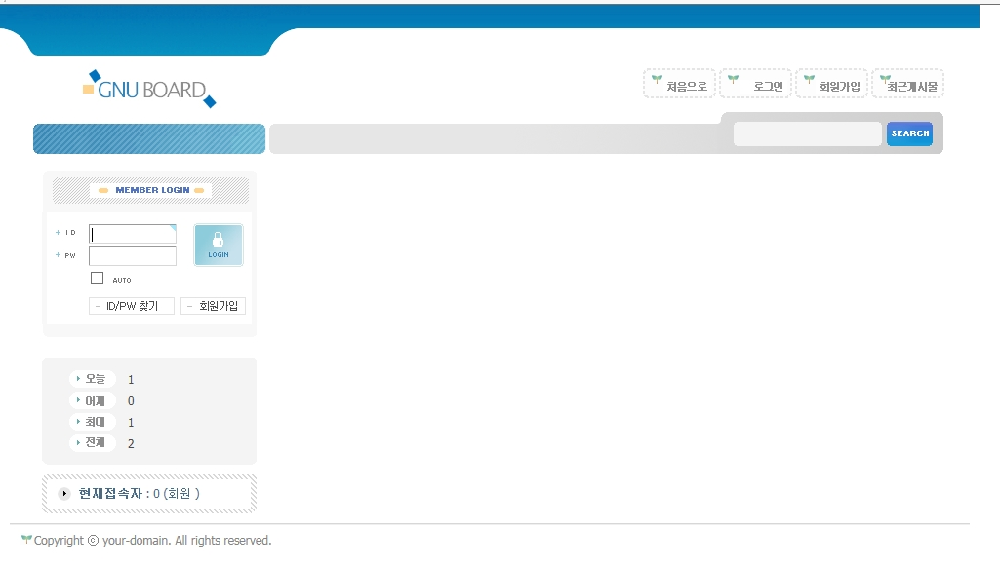 GNU BOARD
처음으로 로그인 회원가입 최근게시물
SEARCH
MEMBER LOGIN
+ ID
LOGIN
+ PW
AUTO
– ID/PW 찾기 – 회원가입
오늘 1
어제 0
최대 1
전체 2
현재접속자 : 0 (회원 )
Copyright ⓒ your-domain. All rights reserved.